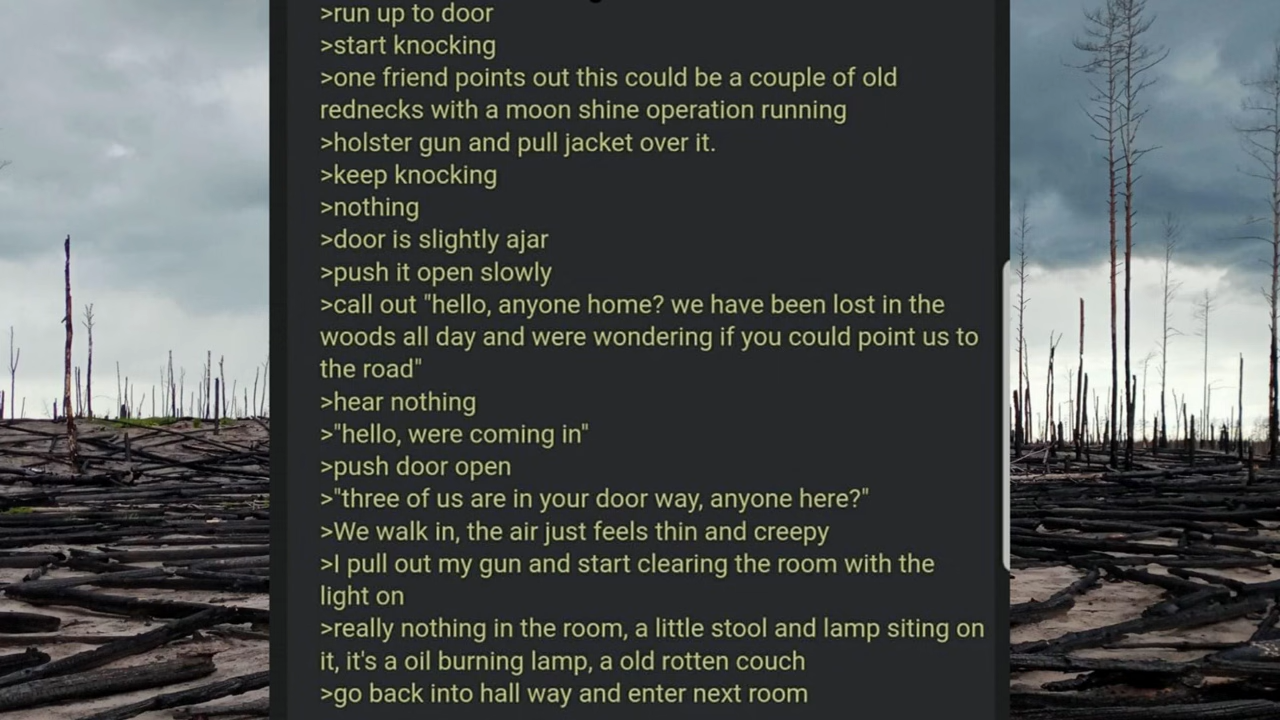 >run up to door
>start knocking
>one friend points out this could be a couple of old
rednecks with a moon shine operation running
>holster gun and pull jacket over it.
>keep knocking
>nothing
>door is slightly ajar
>push it open slowly
>call out "hello, anyone home? we have been lost in the
woods all day and were wondering if you could point us to
the road"
>hear nothing
>"hello, were coming in"
>push door open
>"three of us are in your door way, anyone here?"
>We walk in, the air just feels thin and creepy
>I pull out my gun and start clearing the room with the
light on
>really nothing in the room, a little stool and lamp siting on
it, it's a oil burning lamp, a old rotten couch
>go back into hall way and enter next room